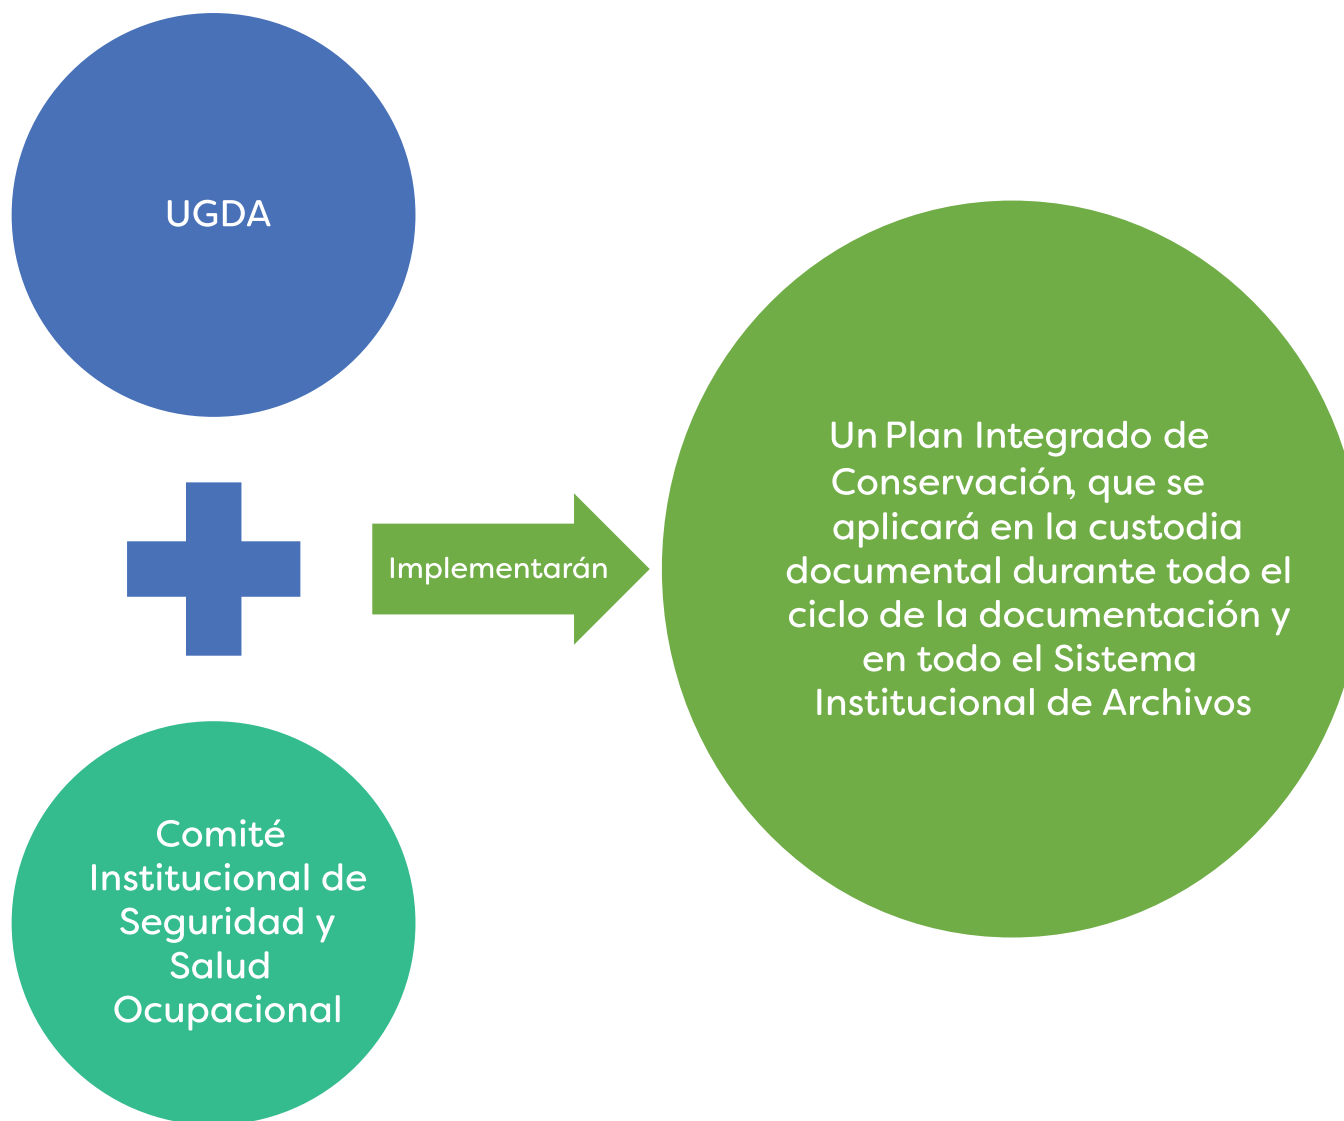 UGDA
Comité
Institucional de
Seguridad y
Salud
Ocupacional
Implementarán
Un Plan Integrado de
Conservación, que se
aplicará en la custodia
documental durante todo el
ciclo de la documentación y
en todo el Sistema
Institucional de Archivos